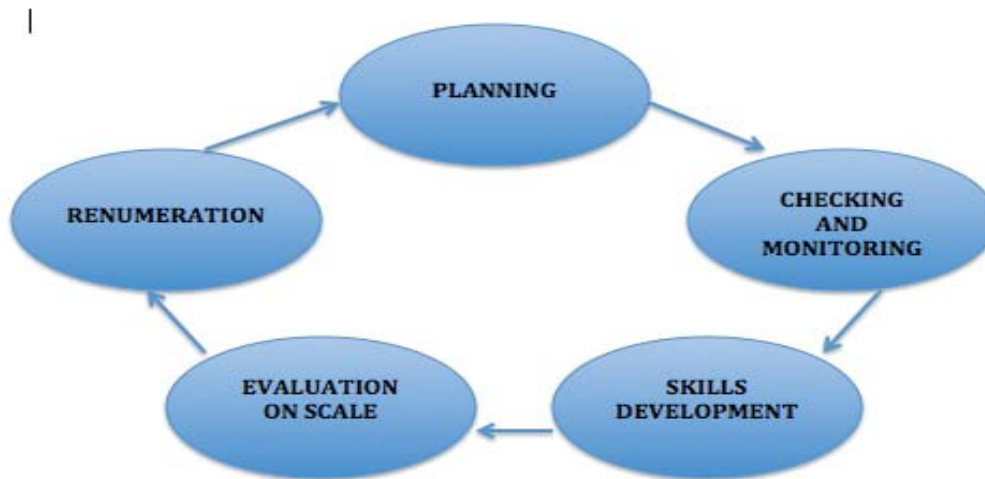 PLANNING
CHECKING
AND
MONITORING
SKILLS
DEVELOPMENT
EVALUATION
ON SCALE
RENUMERATION